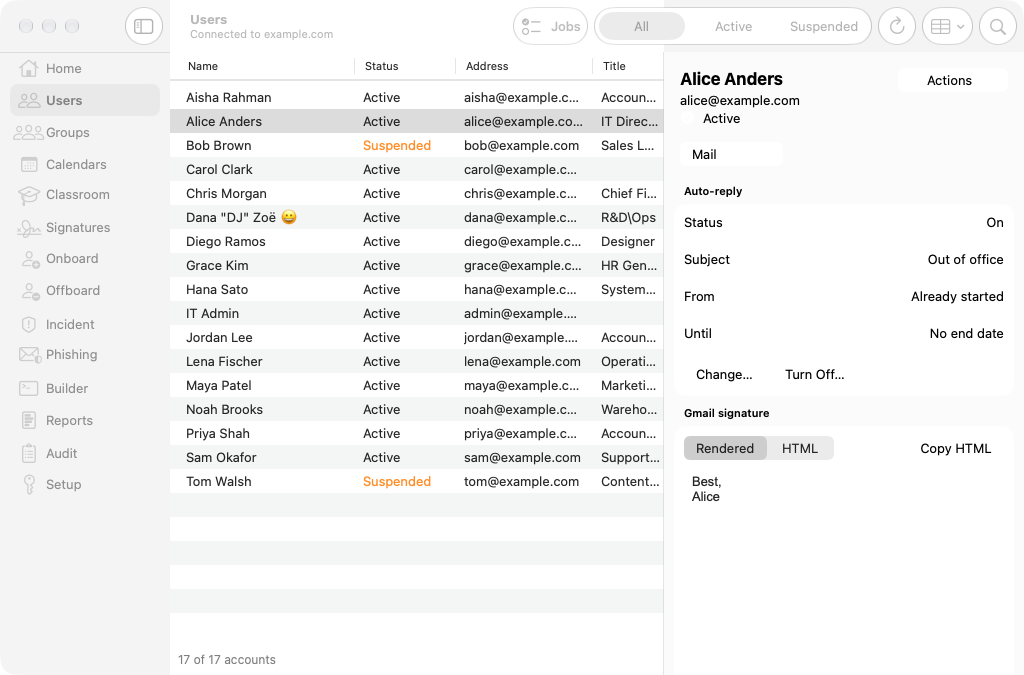 Users
Connected to example.com
Jobs
All Active Suspended
Home
Users
Groups
Calendars
Classroom
Signatures
Onboard
Offboard
Incident
Phishing
Builder
Reports
Audit
Setup
Name Status Address Title
Aisha Rahman Active aisha@example.c... Accoun...
Alice Anders Active alice@example.co... IT Direc...
Bob Brown Suspended bob@example.com Sales L...
Carol Clark Active carol@example.c...
Chris Morgan Active chris@example.c... Chief Fi...
Dana "DJ" Zoë 😀 Active dana@example.c... R&D\Ops
Diego Ramos Active diego@example.c... Designer
Grace Kim Active grace@example.c... HR Gen...
Hana Sato Active hana@example.c... System...
IT Admin Active admin@example....
Jordan Lee Active jordan@example.... Accoun...
Lena Fischer Active lena@example.com Operati...
Maya Patel Active maya@example.c... Marketi...
Noah Brooks Active noah@example.c... Wareho...
Priya Shah Active priya@example.c... Accoun...
Sam Okafor Active sam@example.com Support...
Tom Walsh Suspended tom@example.com Content...
17 of 17 accounts
Alice Anders
Actions
alice@example.com
Active
Mail
Auto-reply
Status On
Subject Out of office
From Already started
Until No end date
Change... Turn Off...
Gmail signature
Rendered HTML Copy HTML
Best,
Alice